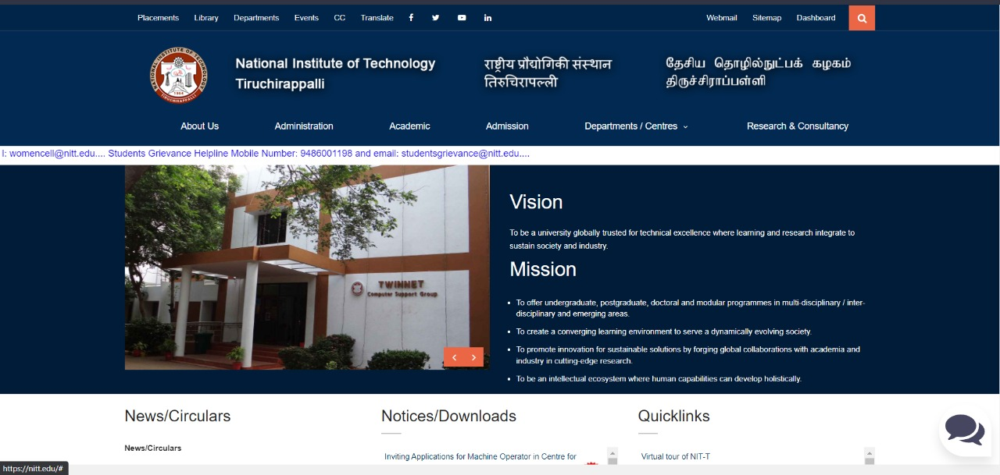 Placements Library Departments Events CC Translate
Webmail Sitemap Dashboard
NATIONAL INSTITUTE OF TECHNOLOGY
1964
TIRUCHIRAPPALLI
National Institute of Technology
Tiruchirappalli
राष्ट्रीय प्रौद्योगिकी संस्थान
तिरुचिरापल्ली
தேசிய தொழில்நுட்பக் கழகம்
திருச்சிராப்பள்ளி
About Us Administration Academic Admission Departments / Centres Research & Consultancy
l: womencell@nitt.edu.... Students Grievance Helpline Mobile Number: 9486001198 and email: studentsgrievance@nitt.edu....
TWINNET
Computer Support Group
Vision
To be a university globally trusted for technical excellence where learning and research integrate to
sustain society and industry.
Mission
• To offer undergraduate, postgraduate, doctoral and modular programmes in multi-disciplinary / inter-
disciplinary and emerging areas.
• To create a converging learning environment to serve a dynamically evolving society.
• To promote innovation for sustainable solutions by forging global collaborations with academia and
industry in cutting-edge research.
• To be an intellectual ecosystem where human capabilities can develop holistically.
News/Circulars
News/Circulars
Notices/Downloads
Inviting Applications for Machine Operator in Centre for
Quicklinks
Virtual tour of NIT-T
https://nitt.edu/#